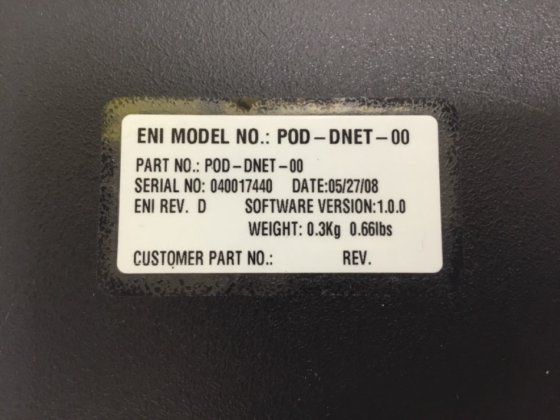 ENI MODEL NO.: POD-DNET-00
PART NO.: POD-DNET-00
SERIAL NO: 040017440 DATE:05/27/08
ENI REV. D SOFTWARE VERSION:1.0.0
WEIGHT: 0.3Kg 0.66lbs
CUSTOMER PART NO.: REV.